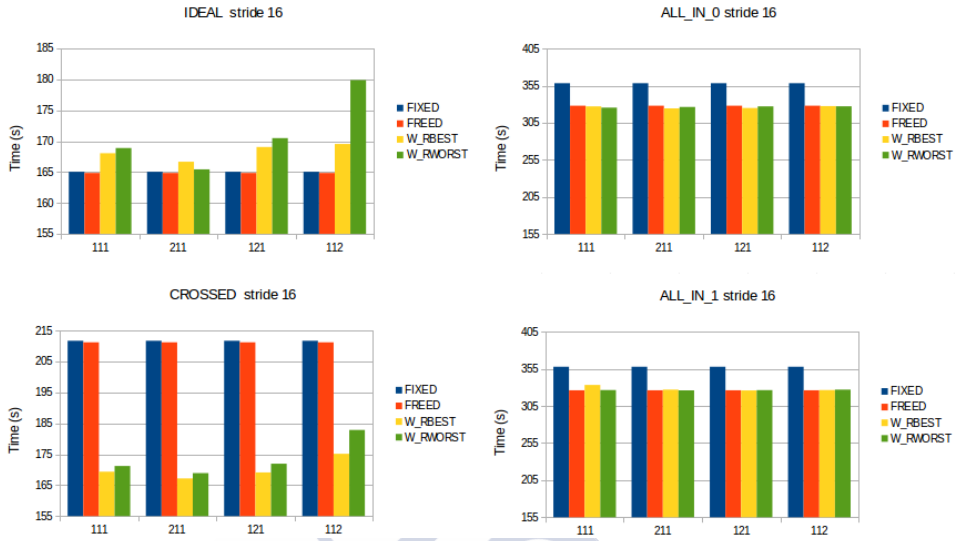 IDEAL stride 16
185
180
175
170
165
160
155
Time (s)
111 211 121 112
FIXED
FREED
W_RBEST
W_RWORST
ALL_IN_0 stride 16
405
355
305
255
205
155
Time (s)
111 211 121 112
FIXED
FREED
W_RBEST
W_RWORST
CROSSED stride 16
215
205
195
185
175
165
155
Time (s)
111 211 121 112
FIXED
FREED
W_RBEST
W_RWORST
ALL_IN_1 stride 16
405
355
305
255
205
155
Time (s)
111 211 121 112
FIXED
FREED
W_RBEST
W_RWORST